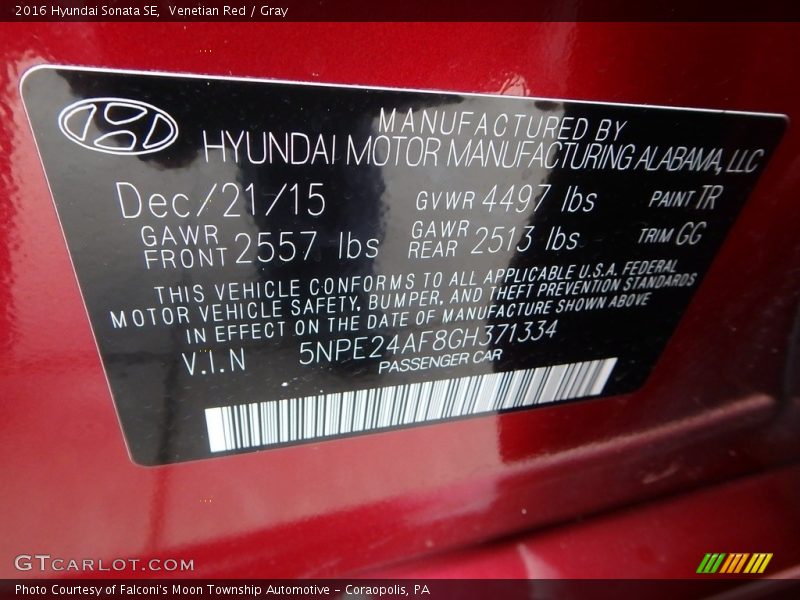 2016 Hyundai Sonata SE,  Venetian Red / Gray
MANUFACTURED BY
HYUNDAI MOTOR MANUFACTURING ALABAMA, LLC
Dec/21/15 GVWR 4497 lbs PAINT TR
GAWR FRONT 2557 lbs GAWR REAR 2513 lbs TRIM GG
THIS VEHICLE CONFORMS TO ALL APPLICABLE U.S.A. FEDERAL
MOTOR VEHICLE SAFETY, BUMPER, AND THEFT PREVENTION STANDARDS
IN EFFECT ON THE DATE OF MANUFACTURE SHOWN ABOVE
V.I.N 5NPE24AF8GH371334
PASSENGER CAR
GTCARLOT.COM
Photo Courtesy of Falconi's Moon Township Automotive – Coraopolis, PA